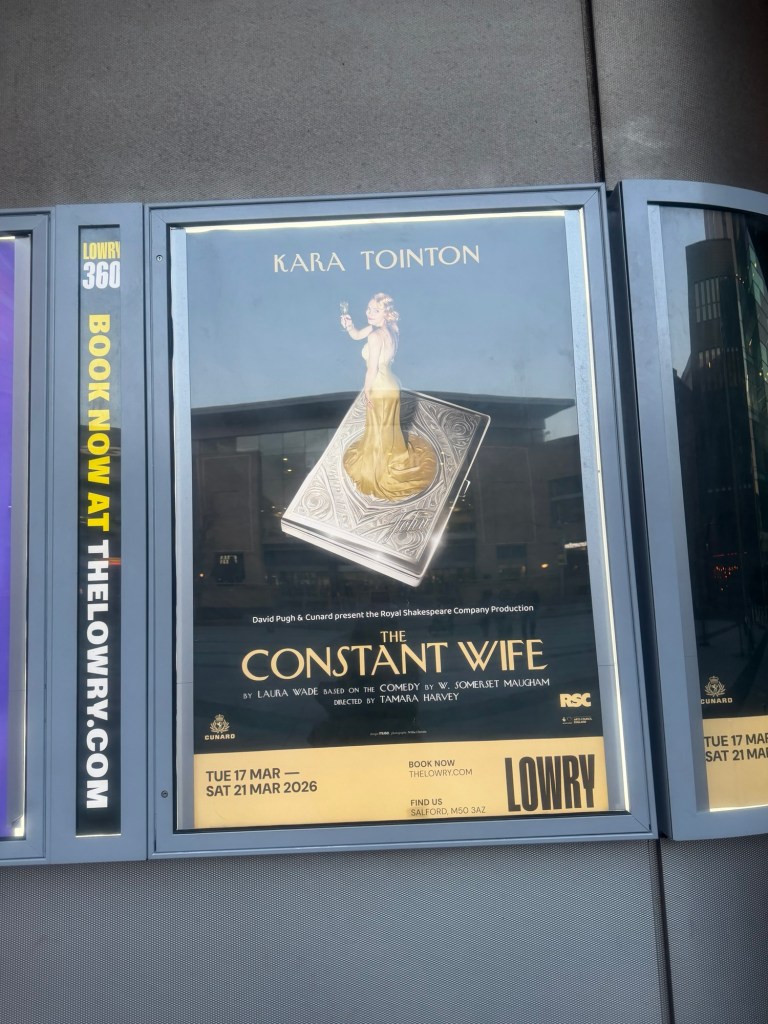 LOWRY
360
BOOK NOW AT THELOWRY.COM
KARA TOINTON
David Pugh & Cunard present the Royal Shakespeare Company Production
THE
CONSTANT WIFE
BY LAURA WADE BASED ON THE COMEDY BY W. SOMERSET MAUGHAM
DIRECTED BY TAMARA HARVEY
CUNARD
RSC
TUE 17 MAR —
SAT 21 MAR 2026
BOOK NOW
THELOWRY.COM
FIND US
SALFORD, M50 3AZ
LOWRY
CUNARD
TUE 17 MAR
SAT 21 MA